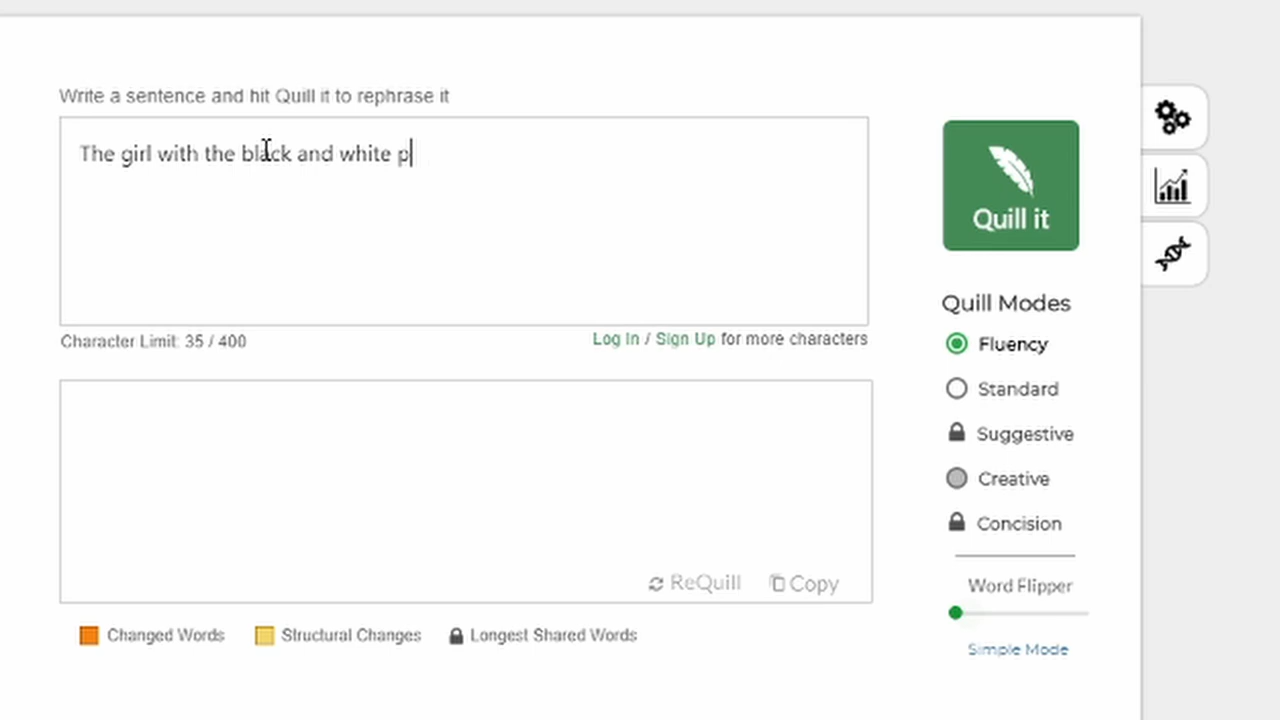 Write a sentence and hit Quill it to rephrase it
The girl with the black and white p
Character Limit: 35 / 400
Log In / Sign Up for more characters
ReQuill
Copy
Changed Words
Structural Changes
Longest Shared Words
Quill it
Quill Modes
Fluency
Standard
Suggestive
Creative
Concision
Word Flipper
Simple Mode